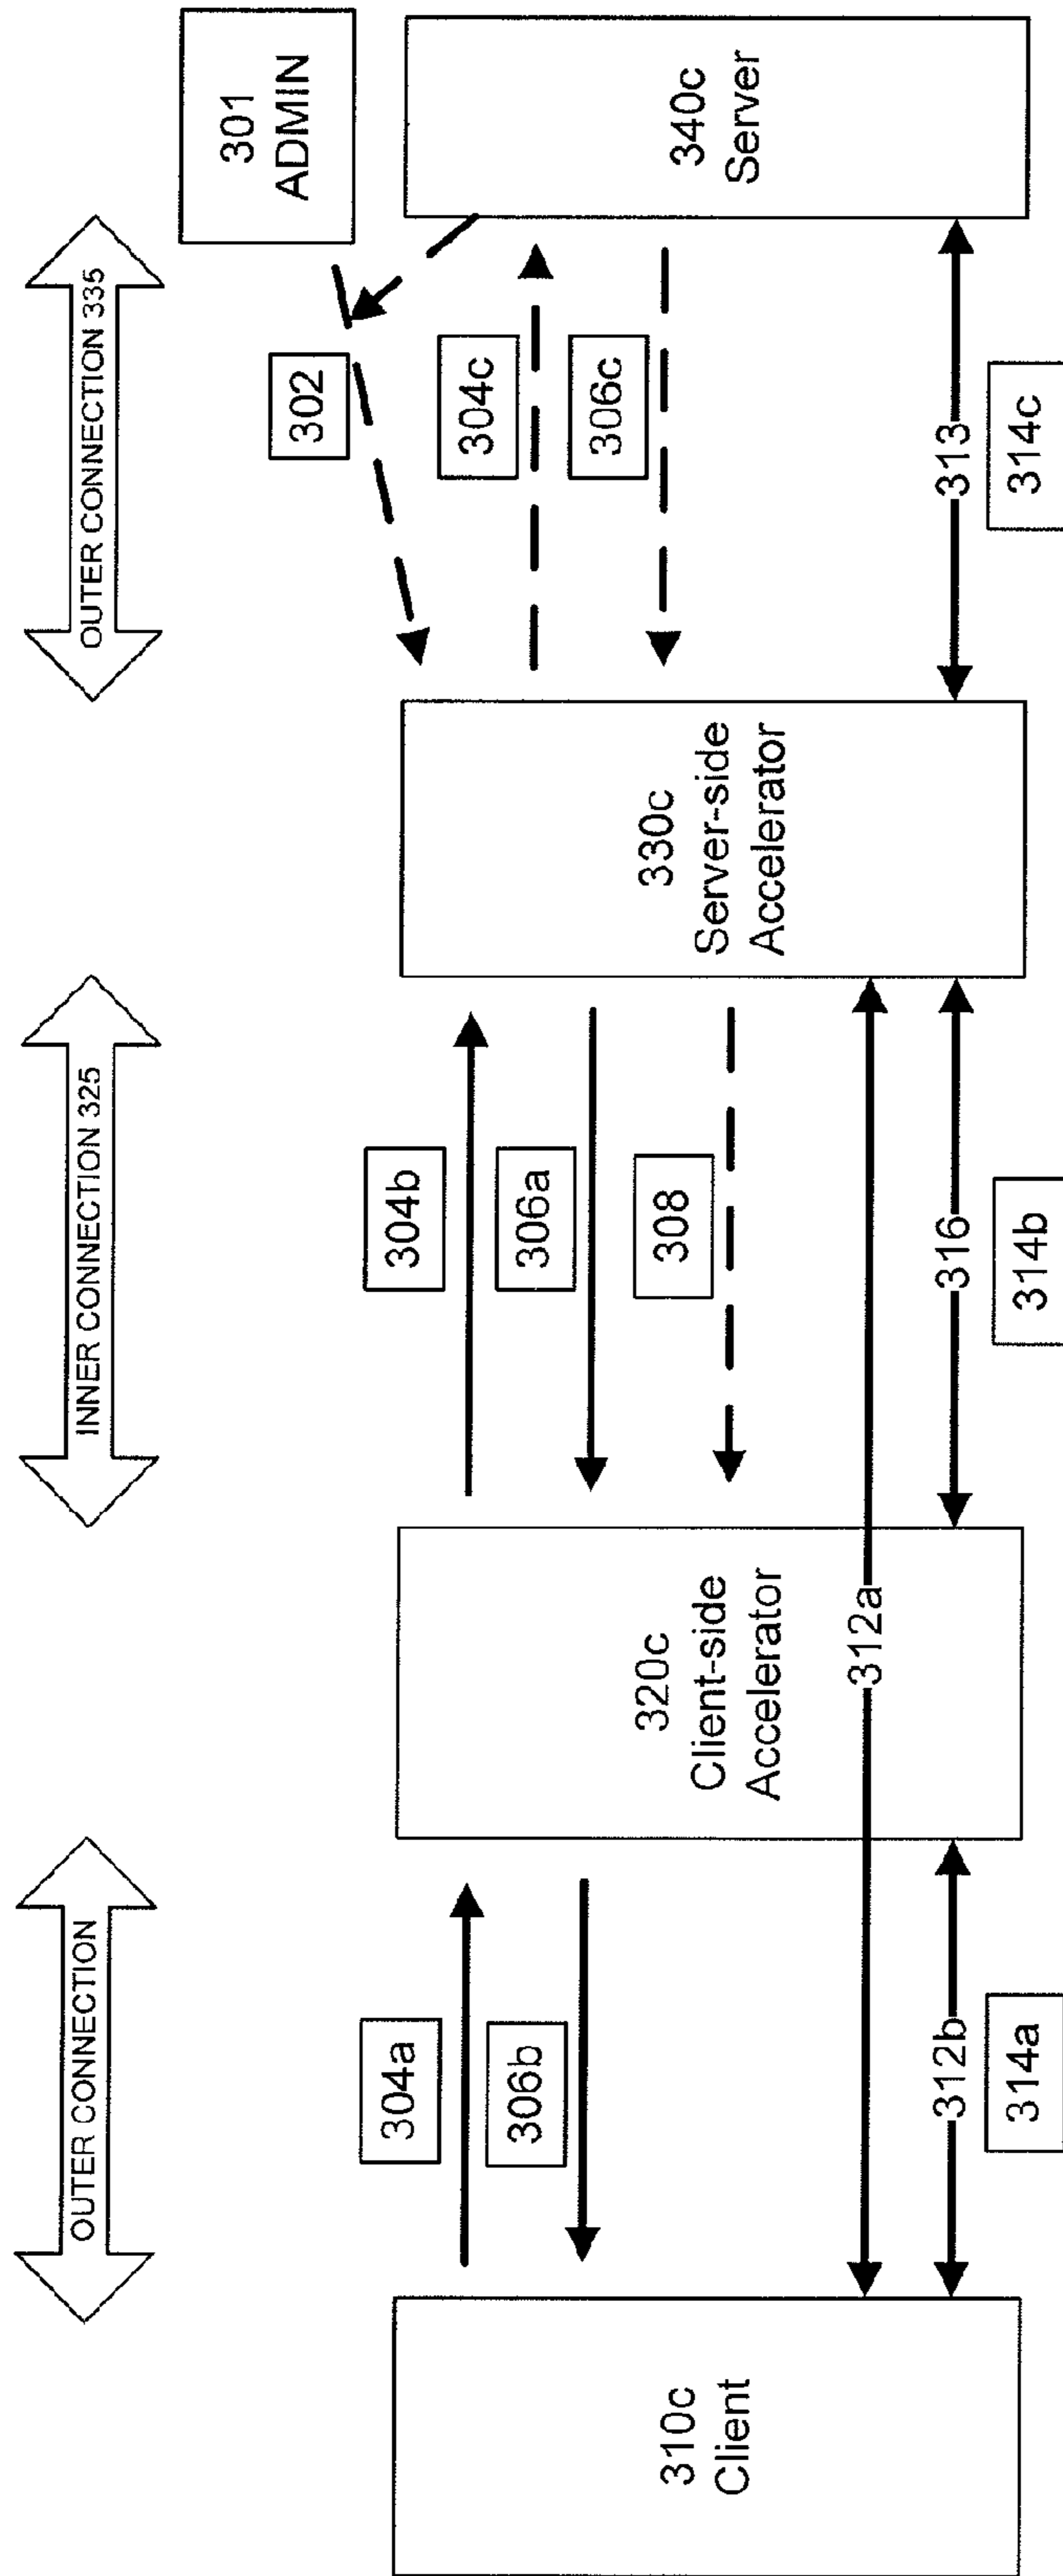 OUTER CONNECTION
INNER CONNECTION 325
OUTER CONNECTION 335
301
ADMIN
302
304a
304b
304c
306b
306a
306c
308
310c
Client
320c
Client-side
Accelerator
330c
Server-side
Accelerator
340c
Server
312a
312b
316
313
314a
314b
314c